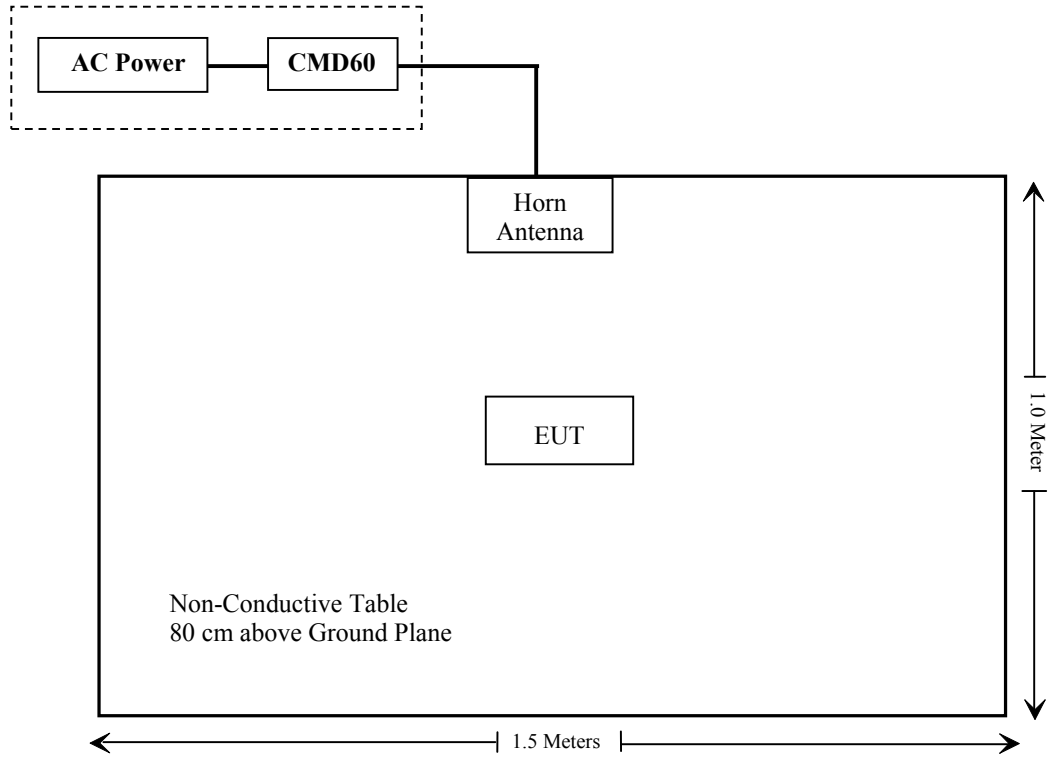 AC Power
CMD60
Horn
Antenna
EUT
1.0 Meter
Non-Conductive Table
80 cm above Ground Plane
1.5 Meters